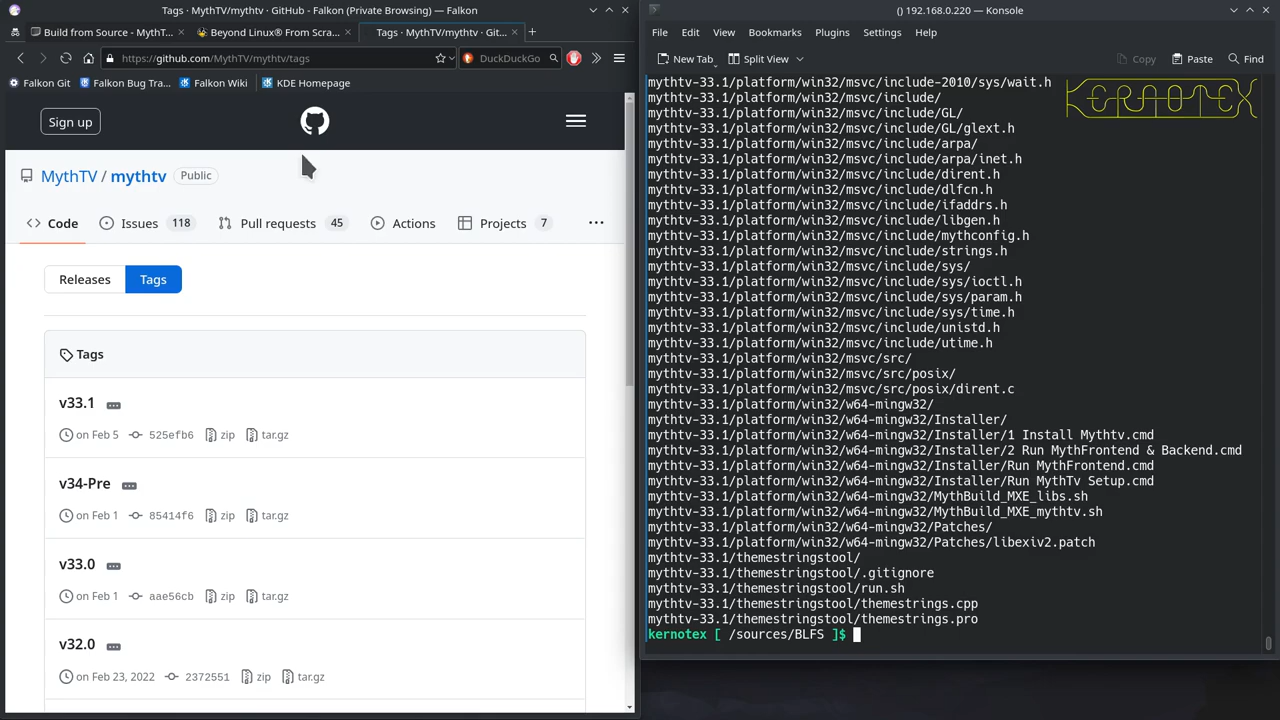 Tags · MythTV/mythtv · GitHub - Falkon (Private Browsing) — Falkon
Build from Source - MythT...
Beyond Linux® From Scra...
Tags · MythTV/mythtv · Git...
https://github.com/MythTV/mythtv/tags
DuckDuckGo
Falkon Git
Falkon Bug Tra...
Falkon Wiki
KDE Homepage
Sign up
MythTV / mythtv Public
Code
Issues 118
Pull requests 45
Actions
Projects 7
Releases
Tags
Tags
v33.1
on Feb 5 525efb6 zip tar.gz
v34-Pre
on Feb 1 85414f6 zip tar.gz
v33.0
on Feb 1 aae56cb zip tar.gz
v32.0
on Feb 23, 2022 2372551 zip tar.gz
() 192.168.0.220 — Konsole
File Edit View Bookmarks Plugins Settings Help
New Tab Split View Copy Paste Find
KERNOTEX
mythtv-33.1/platform/win32/msvc/include-2010/sys/wait.h
mythtv-33.1/platform/win32/msvc/include/
mythtv-33.1/platform/win32/msvc/include/GL/
mythtv-33.1/platform/win32/msvc/include/GL/glext.h
mythtv-33.1/platform/win32/msvc/include/arpa/
mythtv-33.1/platform/win32/msvc/include/arpa/inet.h
mythtv-33.1/platform/win32/msvc/include/dirent.h
mythtv-33.1/platform/win32/msvc/include/dlfcn.h
mythtv-33.1/platform/win32/msvc/include/ifaddrs.h
mythtv-33.1/platform/win32/msvc/include/libgen.h
mythtv-33.1/platform/win32/msvc/include/mythconfig.h
mythtv-33.1/platform/win32/msvc/include/strings.h
mythtv-33.1/platform/win32/msvc/include/sys/
mythtv-33.1/platform/win32/msvc/include/sys/ioctl.h
mythtv-33.1/platform/win32/msvc/include/sys/param.h
mythtv-33.1/platform/win32/msvc/include/sys/time.h
mythtv-33.1/platform/win32/msvc/include/unistd.h
mythtv-33.1/platform/win32/msvc/include/utime.h
mythtv-33.1/platform/win32/msvc/src/
mythtv-33.1/platform/win32/msvc/src/posix/
mythtv-33.1/platform/win32/msvc/src/posix/dirent.c
mythtv-33.1/platform/win32/w64-mingw32/
mythtv-33.1/platform/win32/w64-mingw32/Installer/
mythtv-33.1/platform/win32/w64-mingw32/Installer/1 Install Mythtv.cmd
mythtv-33.1/platform/win32/w64-mingw32/Installer/2 Run MythFrontend & Backend.cmd
mythtv-33.1/platform/win32/w64-mingw32/Installer/Run MythFrontend.cmd
mythtv-33.1/platform/win32/w64-mingw32/Installer/Run MythTv Setup.cmd
mythtv-33.1/platform/win32/w64-mingw32/MythBuild_MXE_libs.sh
mythtv-33.1/platform/win32/w64-mingw32/MythBuild_MXE_mythtv.sh
mythtv-33.1/platform/win32/w64-mingw32/Patches/
mythtv-33.1/platform/win32/w64-mingw32/Patches/libexiv2.patch
mythtv-33.1/themestringstool/
mythtv-33.1/themestringstool/.gitignore
mythtv-33.1/themestringstool/run.sh
mythtv-33.1/themestringstool/themestrings.cpp
mythtv-33.1/themestringstool/themestrings.pro
kernotex [ /sources/BLFS ]$